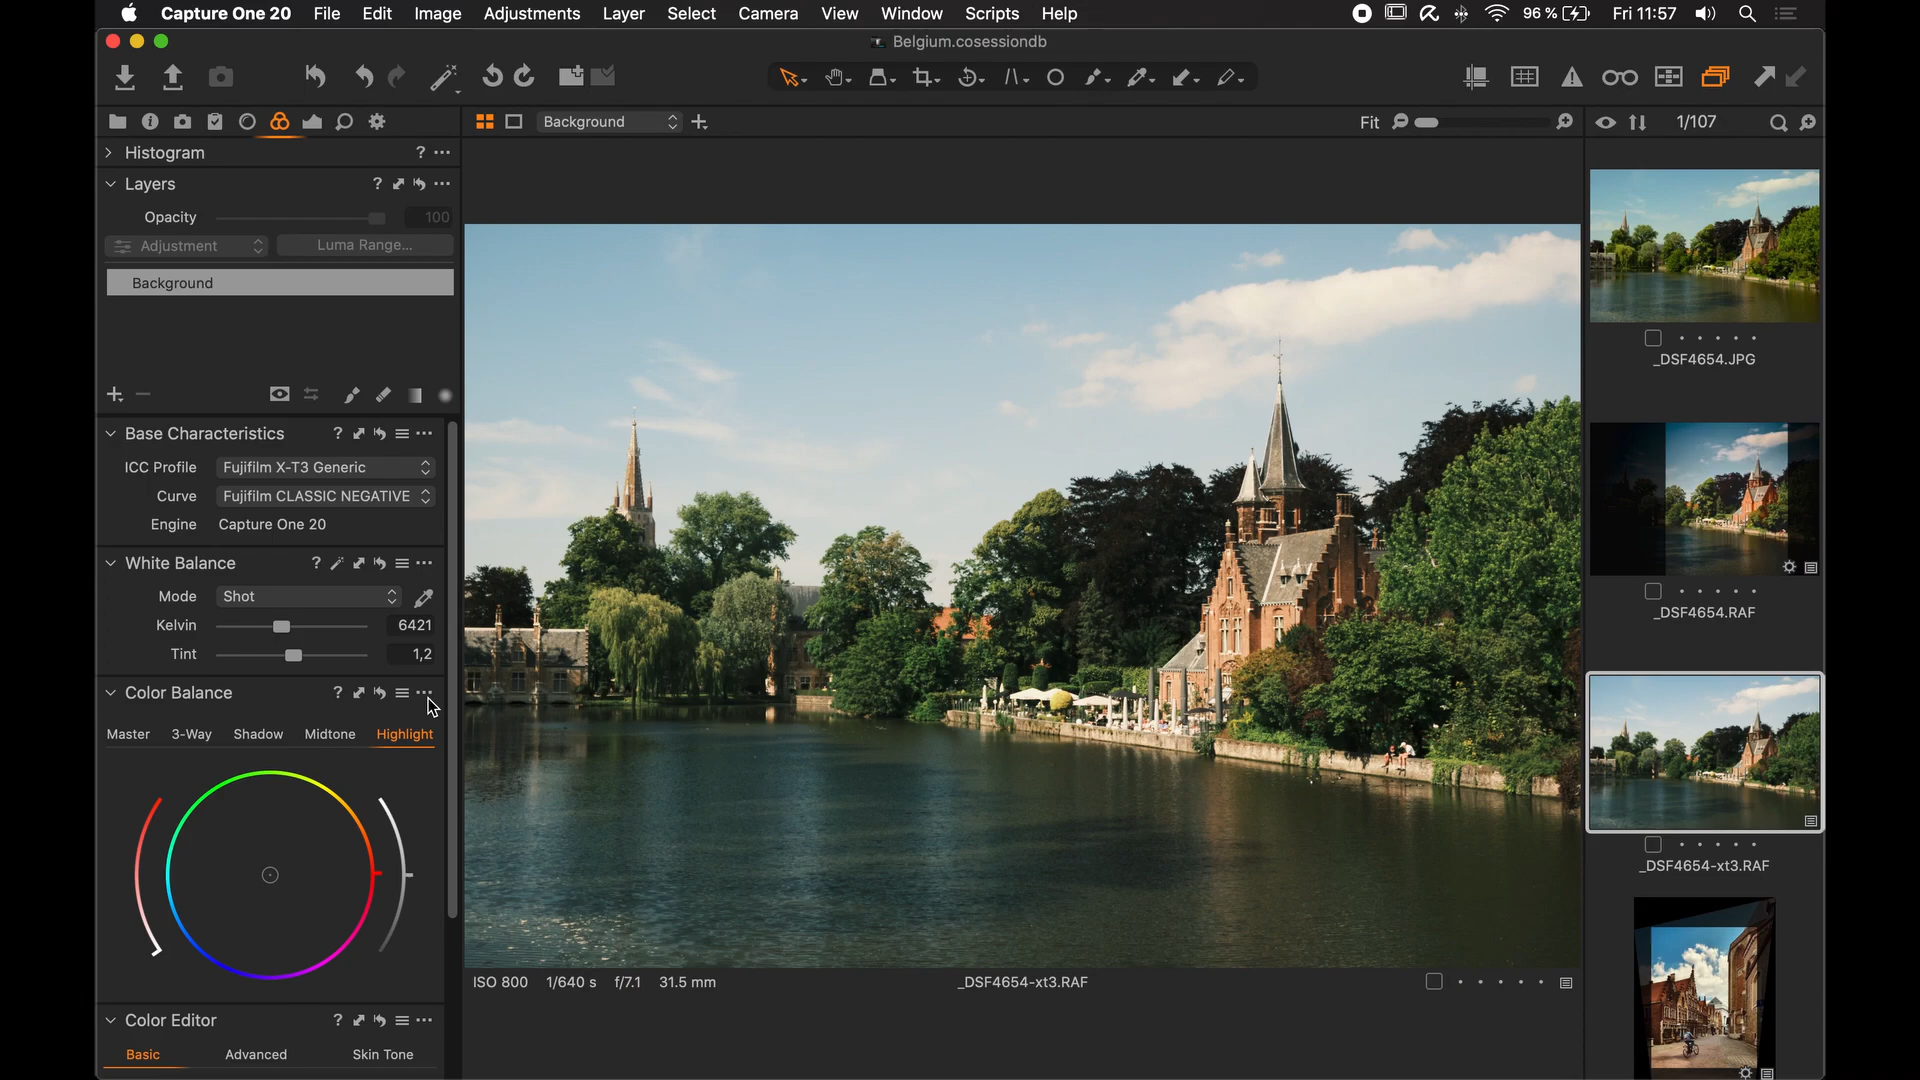 Capture One 20 File Edit Image Adjustments Layer Select Camera View Window Scripts Help 96 % Fri 11:57
Belgium.cosessiondb
Background Fit 1/107
Histogram ?
Layers ?
Opacity 100
Adjustment Luma Range...
Background
Base Characteristics ?
ICC Profile Fujifilm X-T3 Generic
Curve Fujifilm CLASSIC NEGATIVE
Engine Capture One 20
White Balance ?
Mode Shot
Kelvin 6421
Tint 1,2
Color Balance ?
Master 3-Way Shadow Midtone Highlight
Color Editor ?
Basic Advanced Skin Tone
ISO 800 1/640 s f/7.1 31.5 mm _DSF4654-xt3.RAF
_DSF4654.JPG
_DSF4654.RAF
_DSF4654-xt3.RAF